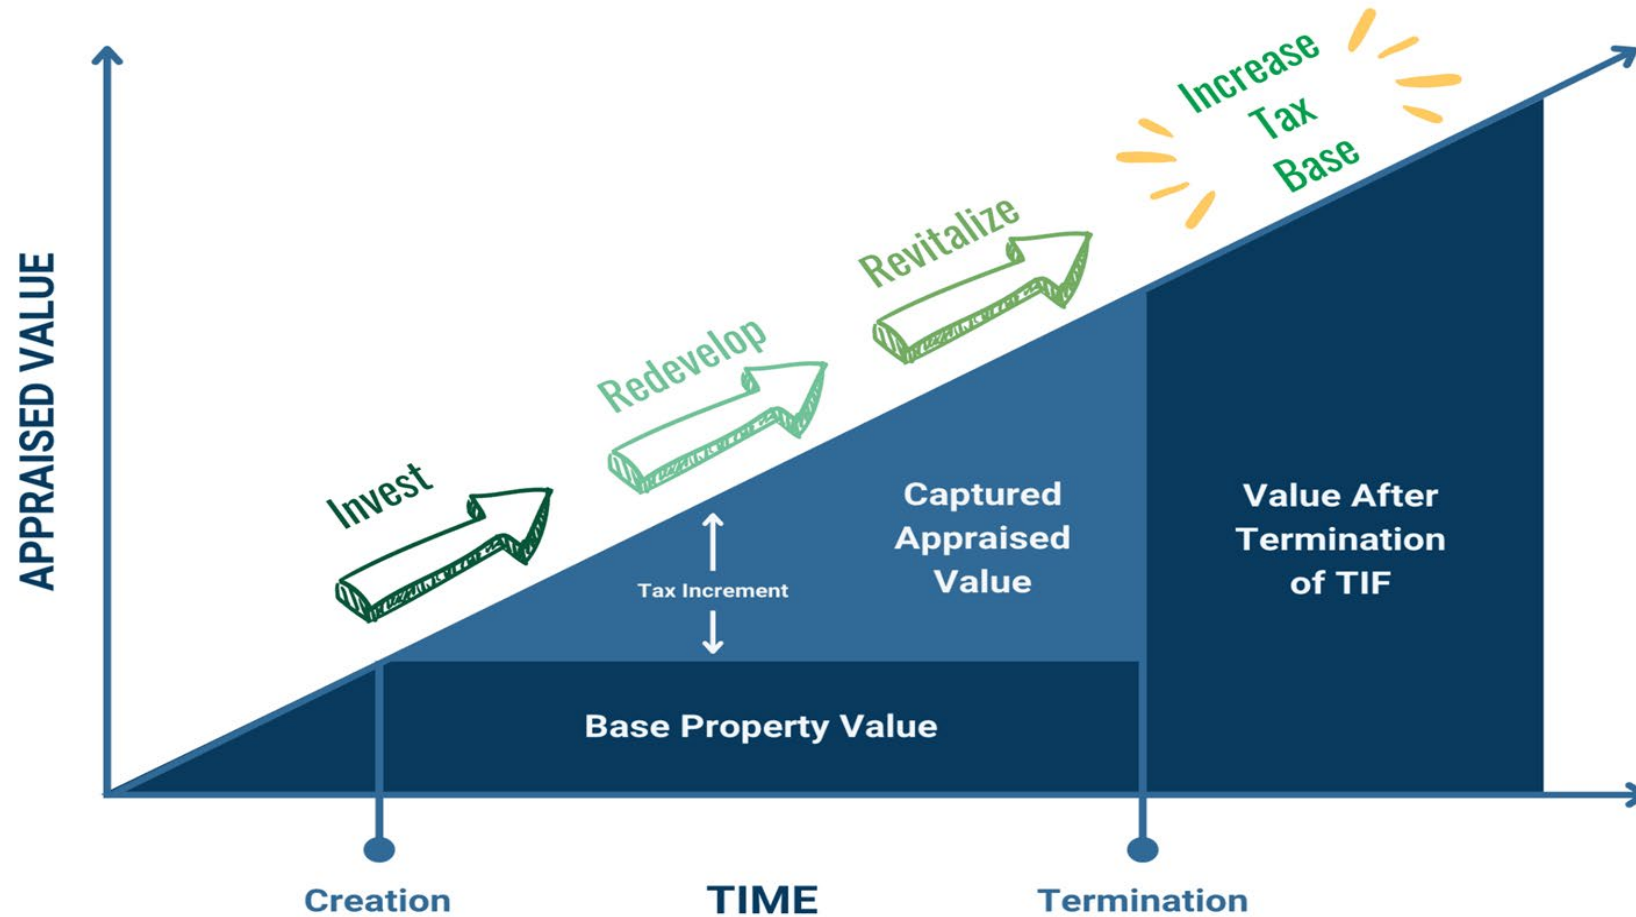 Increase
Tax
Base
Revitalize
Redevelop
Invest
APPRAISED VALUE
Captured
Appraised
Value
Value After
Termination
of TIF
Tax Increment
Base Property Value
Creation
TIME
Termination